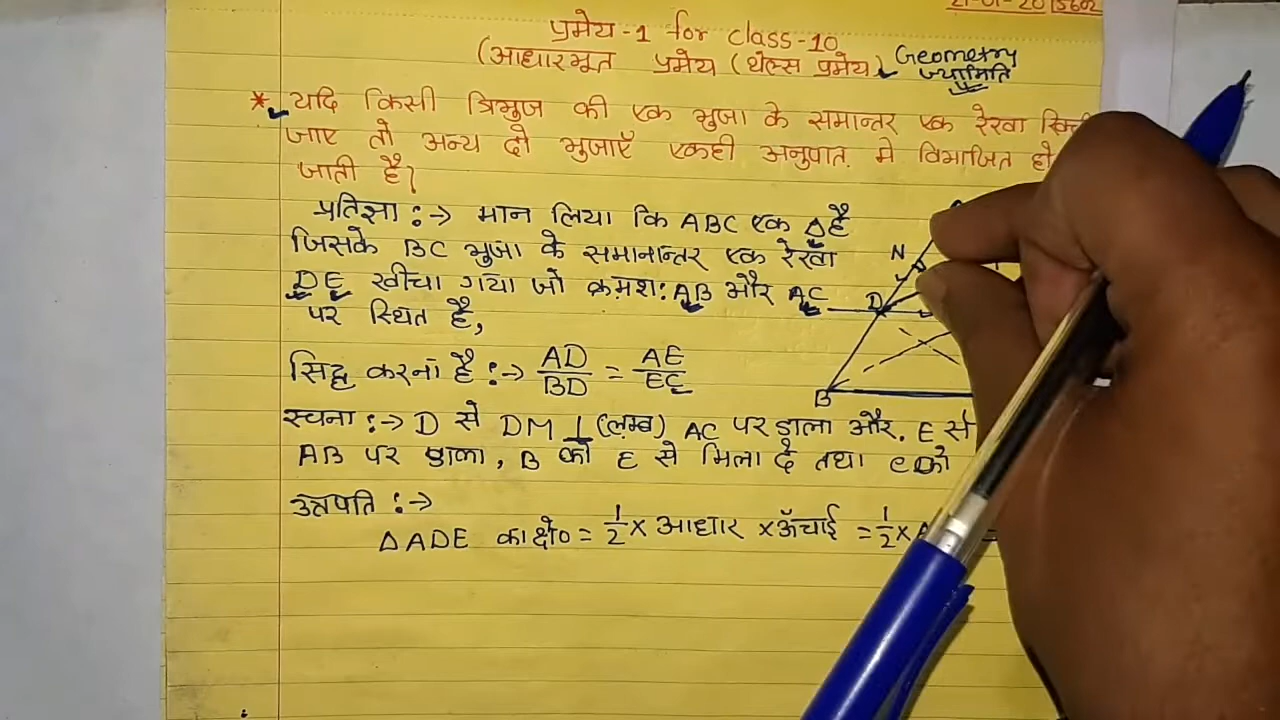 प्रमेय-1 for class-10
(आधारभूत प्रमेय (थेल्स प्रमेय) Geometry
ज्यामिति
* यदि किसी त्रिभुज की एक भुजा के समान्तर एक रेखा
जाए तो अन्य दो भुजाएँ एकही अनुपात में विभाजित हो
जाती है।
प्रतिज्ञा :→ मान लिया कि ABC एक Δ है
जिसके BC भुजा के समानान्तर एक रेखा
DE खींचा गया जो क्रमश: AB और AC
पर स्थित है,
सिद्ध करना है :→ AD/BD = AE/EC
रचना :→ D से DM ⊥ (लम्ब) AC पर डाला और. E से
AB पर डाला, B को E से मिला दे तथा C को
उत्पति :→
ΔADE का क्षे० = 1/2 × आधार × ऊँचाई = 1/2 ×
N
D
B